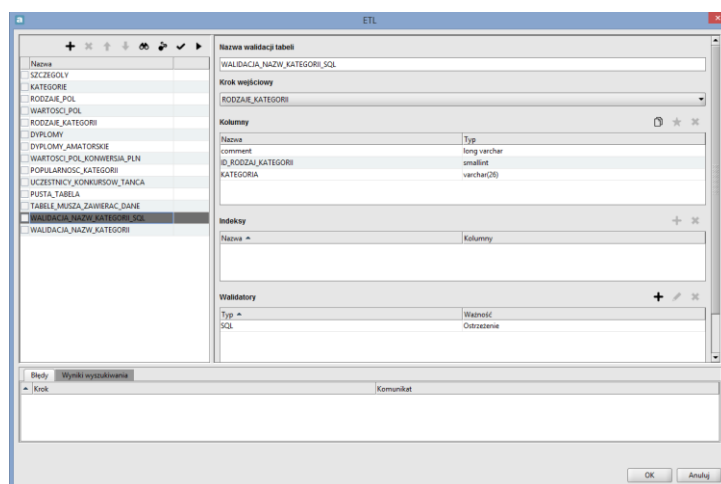 a ETL
Nazwa
SZCZEGOLY
KATEGORIE
RODZAJE_POL
WARTOSCI_POL
RODZAJE_KATEGORII
DYPLOMY
DYPLOMY_AMATORSKIE
WARTOSCI_POL_KONWERSJA_PLN
POPULARNOSC_KATEGORII
UCZESTNICY_KONKURSOW_TANCA
PUSTA_TABELA
TABELE_MUSZA_ZAWIERAC_DANE
WALIDACJA_NAZW_KATEGORII_SQL
WALIDACJA_NAZW_KATEGORII
Nazwa walidacji tabeli
WALIDACJA_NAZW_KATEGORII_SQL
Krok wejściowy
RODZAJE_KATEGORII
Kolumny
Nazwa Typ
comment long varchar
ID_RODZAJ_KATEGORII smallint
KATEGORIA varchar(26)
Indeksy
Nazwa Kolumny
Walidatory
Typ Ważność
SQL Ostrzeżenie
Błędy Wyniki wyszukiwania
Krok Komunikat
OK Anuluj